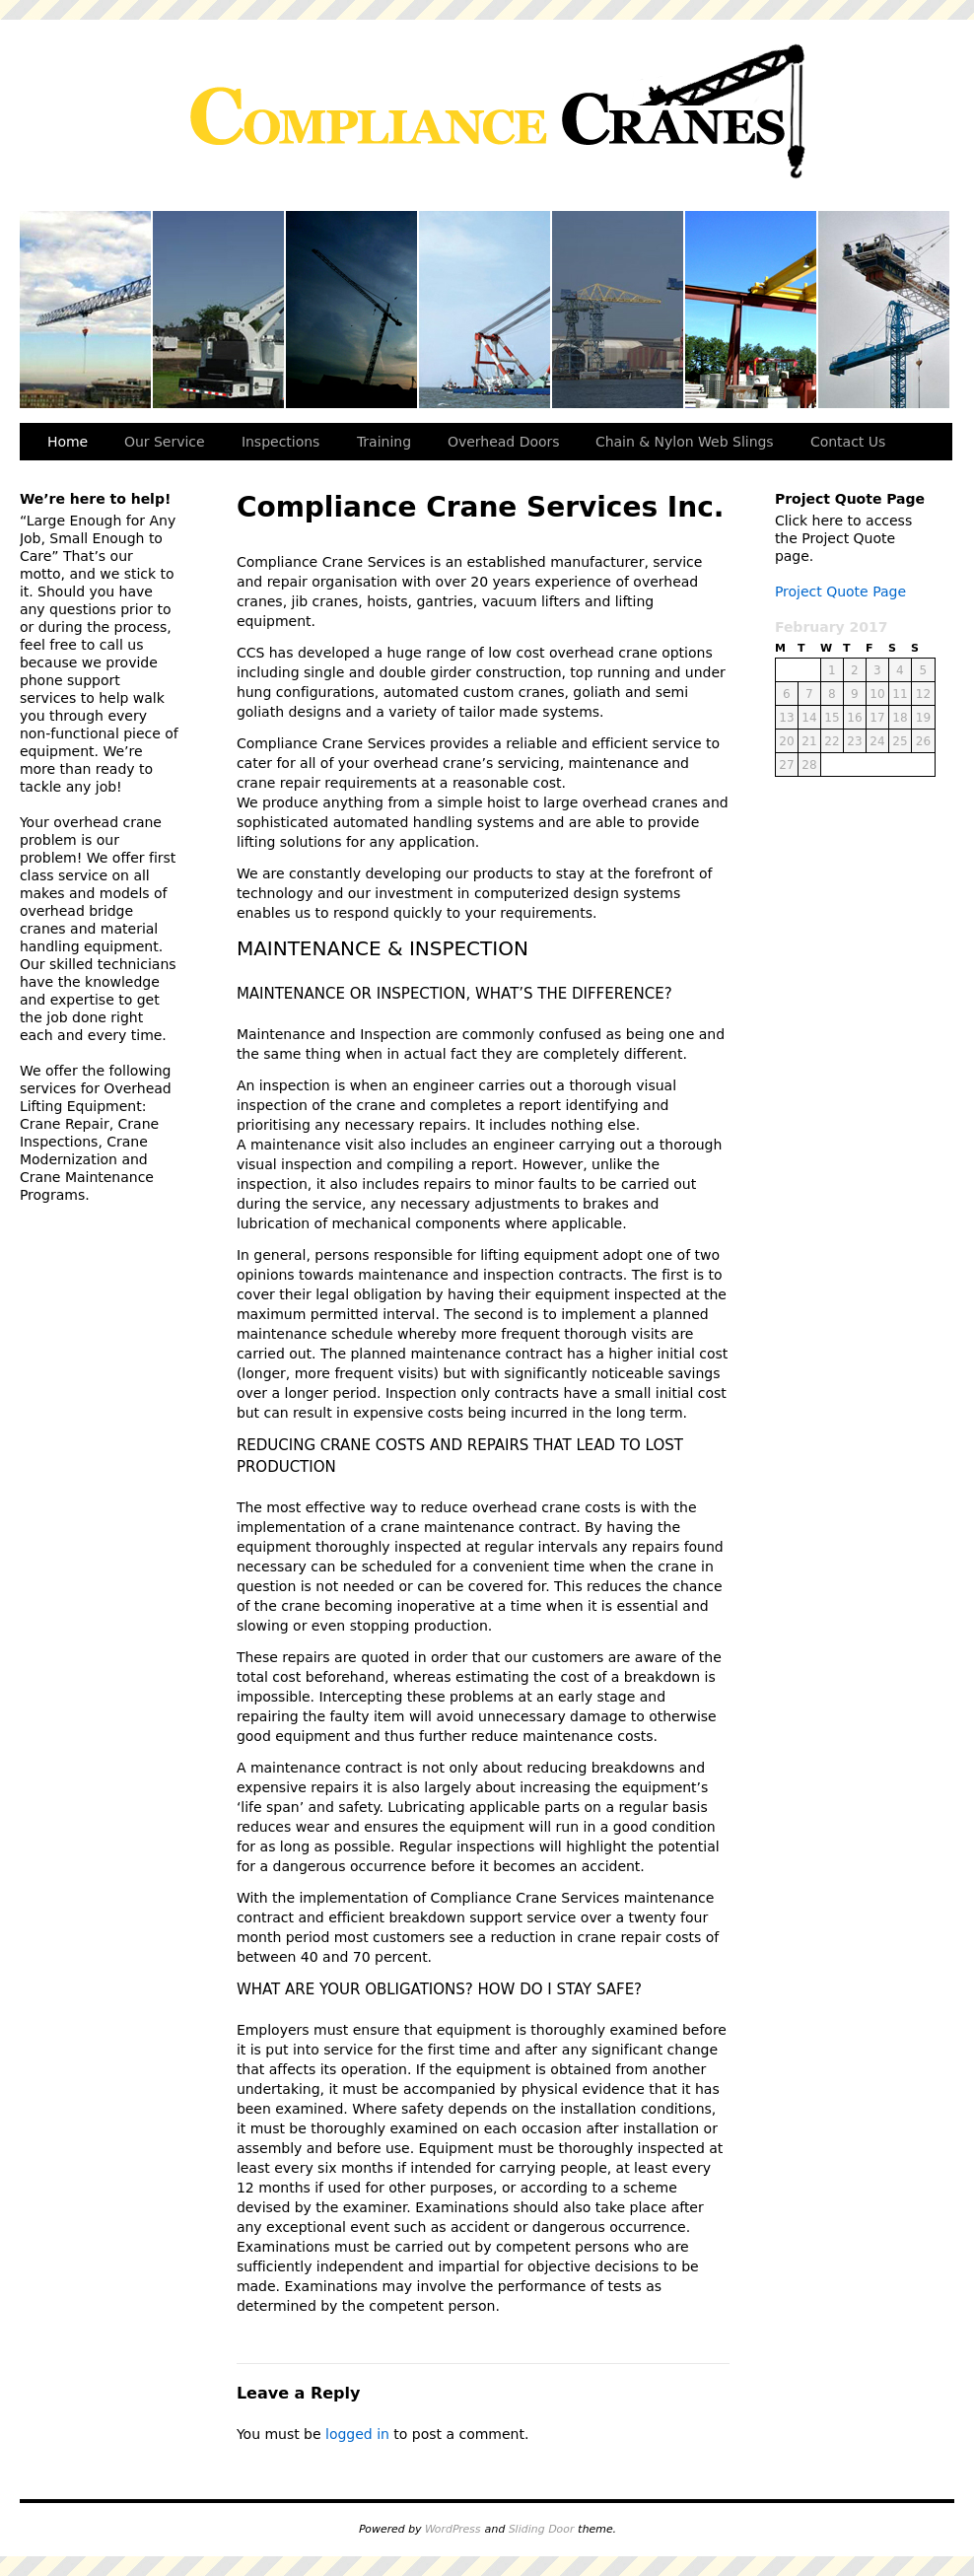 COMPLIANCE CRANES
Home Our Service Inspections Training Overhead Doors Chain & Nylon Web Slings Contact Us
We’re here to help!
“Large Enough for Any
Job, Small Enough to
Care” That’s our
motto, and we stick to
it. Should you have
any questions prior to
or during the process,
feel free to call us
because we provide
phone support
services to help walk
you through every
non-functional piece of
equipment. We’re
more than ready to
tackle any job!
Your overhead crane
problem is our
problem! We offer first
class service on all
makes and models of
overhead bridge
cranes and material
handling equipment.
Our skilled technicians
have the knowledge
and expertise to get
the job done right
each and every time.
We offer the following
services for Overhead
Lifting Equipment:
Crane Repair, Crane
Inspections, Crane
Modernization and
Crane Maintenance
Programs.
Compliance Crane Services Inc.
Compliance Crane Services is an established manufacturer, service
and repair organisation with over 20 years experience of overhead
cranes, jib cranes, hoists, gantries, vacuum lifters and lifting
equipment.
CCS has developed a huge range of low cost overhead crane options
including single and double girder construction, top running and under
hung configurations, automated custom cranes, goliath and semi
goliath designs and a variety of tailor made systems.
Compliance Crane Services provides a reliable and efficient service to
cater for all of your overhead crane’s servicing, maintenance and
crane repair requirements at a reasonable cost.
We produce anything from a simple hoist to large overhead cranes and
sophisticated automated handling systems and are able to provide
lifting solutions for any application.
We are constantly developing our products to stay at the forefront of
technology and our investment in computerized design systems
enables us to respond quickly to your requirements.
MAINTENANCE & INSPECTION
MAINTENANCE OR INSPECTION, WHAT’S THE DIFFERENCE?
Maintenance and Inspection are commonly confused as being one and
the same thing when in actual fact they are completely different.
An inspection is when an engineer carries out a thorough visual
inspection of the crane and completes a report identifying and
prioritising any necessary repairs. It includes nothing else.
A maintenance visit also includes an engineer carrying out a thorough
visual inspection and compiling a report. However, unlike the
inspection, it also includes repairs to minor faults to be carried out
during the service, any necessary adjustments to brakes and
lubrication of mechanical components where applicable.
In general, persons responsible for lifting equipment adopt one of two
opinions towards maintenance and inspection contracts. The first is to
cover their legal obligation by having their equipment inspected at the
maximum permitted interval. The second is to implement a planned
maintenance schedule whereby more frequent thorough visits are
carried out. The planned maintenance contract has a higher initial cost
(longer, more frequent visits) but with significantly noticeable savings
over a longer period. Inspection only contracts have a small initial cost
but can result in expensive costs being incurred in the long term.
REDUCING CRANE COSTS AND REPAIRS THAT LEAD TO LOST
PRODUCTION
The most effective way to reduce overhead crane costs is with the
implementation of a crane maintenance contract. By having the
equipment thoroughly inspected at regular intervals any repairs found
necessary can be scheduled for a convenient time when the crane in
question is not needed or can be covered for. This reduces the chance
of the crane becoming inoperative at a time when it is essential and
slowing or even stopping production.
These repairs are quoted in order that our customers are aware of the
total cost beforehand, whereas estimating the cost of a breakdown is
impossible. Intercepting these problems at an early stage and
repairing the faulty item will avoid unnecessary damage to otherwise
good equipment and thus further reduce maintenance costs.
A maintenance contract is not only about reducing breakdowns and
expensive repairs it is also largely about increasing the equipment’s
‘life span’ and safety. Lubricating applicable parts on a regular basis
reduces wear and ensures the equipment will run in a good condition
for as long as possible. Regular inspections will highlight the potential
for a dangerous occurrence before it becomes an accident.
With the implementation of Compliance Crane Services maintenance
contract and efficient breakdown support service over a twenty four
month period most customers see a reduction in crane repair costs of
between 40 and 70 percent.
WHAT ARE YOUR OBLIGATIONS? HOW DO I STAY SAFE?
Employers must ensure that equipment is thoroughly examined before
it is put into service for the first time and after any significant change
that affects its operation. If the equipment is obtained from another
undertaking, it must be accompanied by physical evidence that it has
been examined. Where safety depends on the installation conditions,
it must be thoroughly examined on each occasion after installation or
assembly and before use. Equipment must be thoroughly inspected at
least every six months if intended for carrying people, at least every
12 months if used for other purposes, or according to a scheme
devised by the examiner. Examinations should also take place after
any exceptional event such as accident or dangerous occurrence.
Examinations must be carried out by competent persons who are
sufficiently independent and impartial for objective decisions to be
made. Examinations may involve the performance of tests as
determined by the competent person.
Leave a Reply
You must be logged in to post a comment.
Project Quote Page
Click here to access
the Project Quote
page.
Project Quote Page
February 2017
M T W T F S S
1 2 3 4 5
6 7 8 9 10 11 12
13 14 15 16 17 18 19
20 21 22 23 24 25 26
27 28
Powered by WordPress and Sliding Door theme.